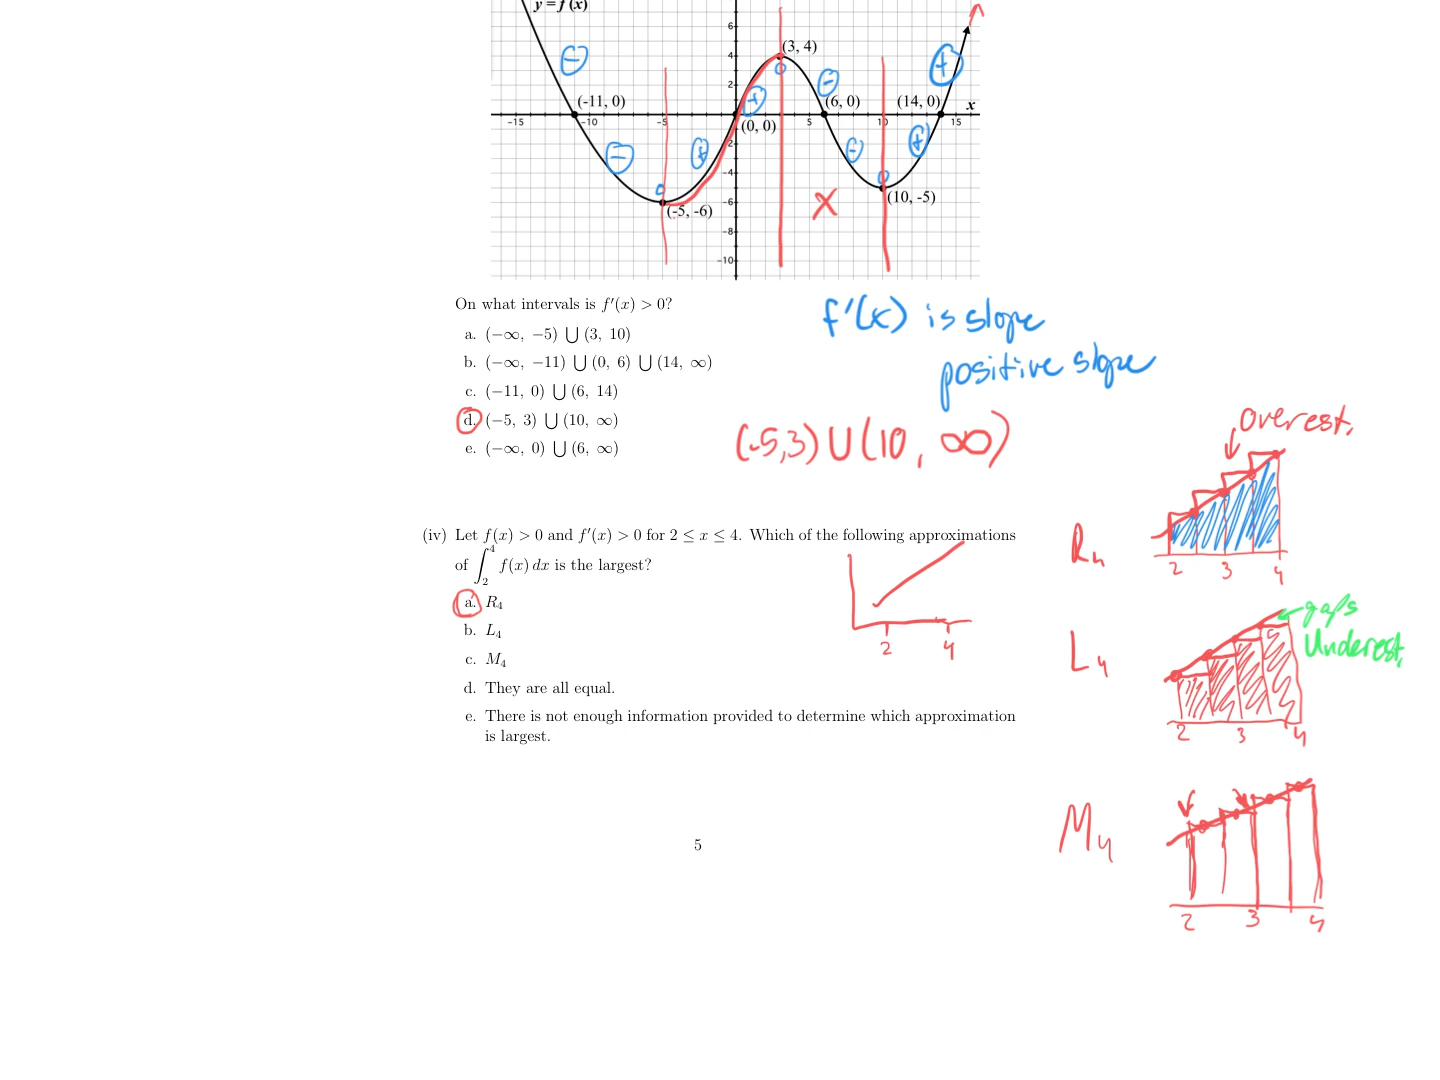 y = f (x)
6
4
2
-2
-4
-6
-8
-10
-15
-10
-5
5
10
15
x
(3, 4)
(-11, 0)
(6, 0)
(14, 0)
(0, 0)
(-5, -6)
(10, -5)
− − + + − − + +
0 0 0
X
On what intervals is f′(x) > 0?
a. (−∞, −5) ⋃ (3, 10)
b. (−∞, −11) ⋃ (0, 6) ⋃ (14, ∞)
c. (−11, 0) ⋃ (6, 14)
d. (−5, 3) ⋃ (10, ∞)
e. (−∞, 0) ⋃ (6, ∞)
f′(x) is slope
positive slope
(-5,3) U (10, ∞)
(iv) Let f(x) > 0 and f′(x) > 0 for 2 ≤ x ≤ 4. Which of the following approximations
of ∫₂⁴ f(x) dx is the largest?
a. R₄
b. L₄
c. M₄
d. They are all equal.
e. There is not enough information provided to determine which approximation
is largest.
2 4
overest.
R₄
2 3 4
gaps
Underest.
L₄
2 3 4
M₄
2 3 4
5